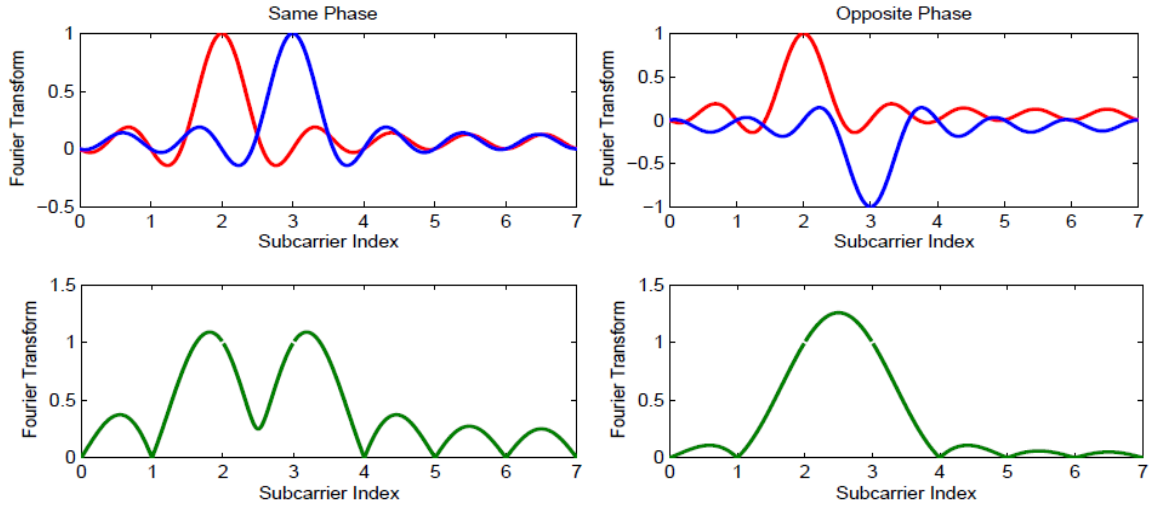 Same Phase
Fourier Transform
1
0.5
0
−0.5
0 1 2 3 4 5 6 7
Subcarrier Index
Opposite Phase
Fourier Transform
1
0.5
0
−0.5
−1
0 1 2 3 4 5 6 7
Subcarrier Index
Fourier Transform
1.5
1
0.5
0
0 1 2 3 4 5 6 7
Subcarrier Index
Fourier Transform
1.5
1
0.5
0
0 1 2 3 4 5 6 7
Subcarrier Index